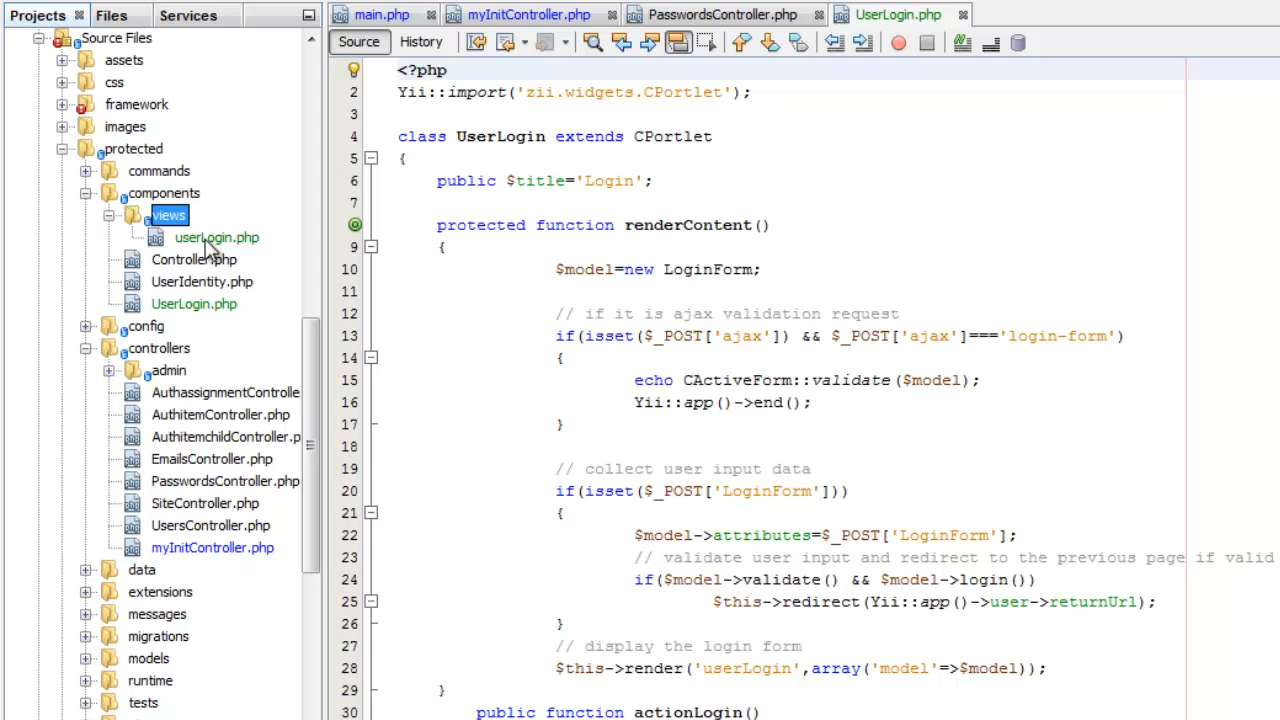 Projects
Files
Services
main.php
myInitController.php
PasswordsController.php
UserLogin.php
Source Files
assets
css
framework
images
protected
commands
components
views
userLogin.php
Controller.php
UserIdentity.php
UserLogin.php
config
controllers
admin
AuthassignmentControlle
AuthitemController.php
AuthitemchildController.p
EmailsController.php
PasswordsController.php
SiteController.php
UsersController.php
myInitController.php
data
extensions
messages
migrations
models
runtime
tests
Source
History
<?php
2 Yii::import('zii.widgets.CPortlet');
3
4 class UserLogin extends CPortlet
5 {
6 public $title='Login';
7
protected function renderContent()
9 {
10 $model=new LoginForm;
11
12 // if it is ajax validation request
13 if(isset($_POST['ajax']) && $_POST['ajax']==='login-form')
14 {
15 echo CActiveForm::validate($model);
16 Yii::app()->end();
17 }
18
19 // collect user input data
20 if(isset($_POST['LoginForm']))
21 {
22 $model->attributes=$_POST['LoginForm'];
23 // validate user input and redirect to the previous page if valid
24 if($model->validate() && $model->login())
25 $this->redirect(Yii::app()->user->returnUrl);
26 }
27 // display the login form
28 $this->render('userLogin',array('model'=>$model));
29 }
30 public function actionLogin()